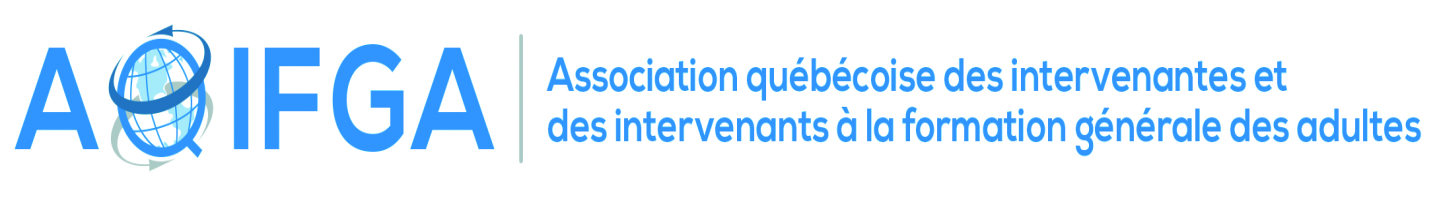 AQIFGA
Association québécoise des intervenantes et
des intervenants à la formation générale des adultes